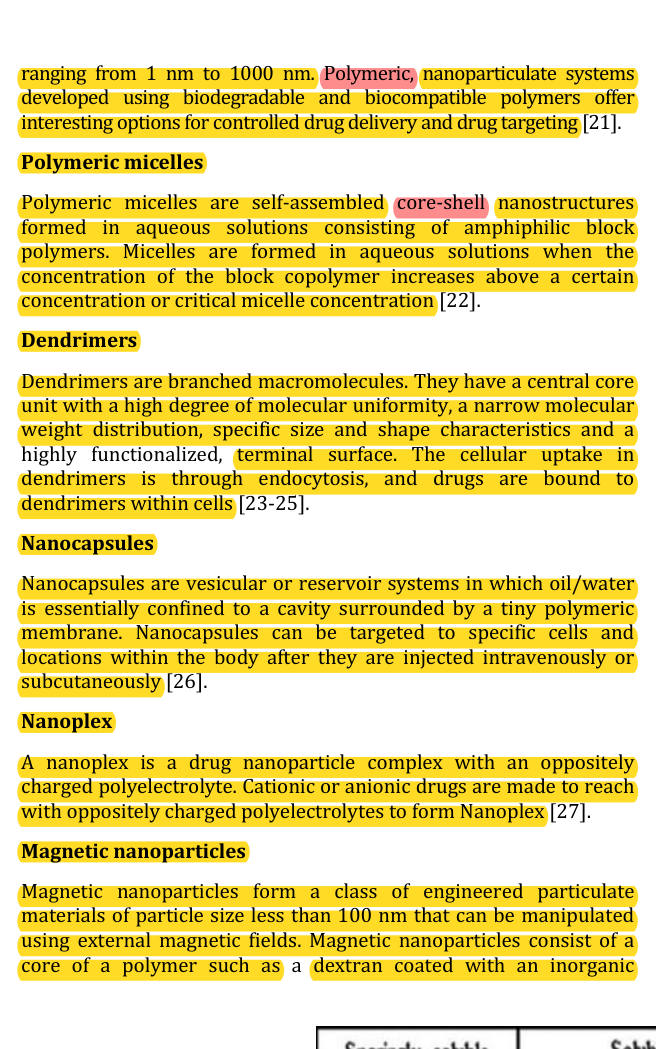 ranging from 1 nm to 1000 nm. Polymeric, nanoparticulate systems
developed using biodegradable and biocompatible polymers offer
interesting options for controlled drug delivery and drug targeting [21].
Polymeric micelles
Polymeric micelles are self-assembled core-shell nanostructures
formed in aqueous solutions consisting of amphiphilic block
polymers. Micelles are formed in aqueous solutions when the
concentration of the block copolymer increases above a certain
concentration or critical micelle concentration [22].
Dendrimers
Dendrimers are branched macromolecules. They have a central core
unit with a high degree of molecular uniformity, a narrow molecular
weight distribution, specific size and shape characteristics and a
highly functionalized, terminal surface. The cellular uptake in
dendrimers is through endocytosis, and drugs are bound to
dendrimers within cells [23-25].
Nanocapsules
Nanocapsules are vesicular or reservoir systems in which oil/water
is essentially confined to a cavity surrounded by a tiny polymeric
membrane. Nanocapsules can be targeted to specific cells and
locations within the body after they are injected intravenously or
subcutaneously [26].
Nanoplex
A nanoplex is a drug nanoparticle complex with an oppositely
charged polyelectrolyte. Cationic or anionic drugs are made to reach
with oppositely charged polyelectrolytes to form Nanoplex [27].
Magnetic nanoparticles
Magnetic nanoparticles form a class of engineered particulate
materials of particle size less than 100 nm that can be manipulated
using external magnetic fields. Magnetic nanoparticles consist of a
core of a polymer such as a dextran coated with an inorganic